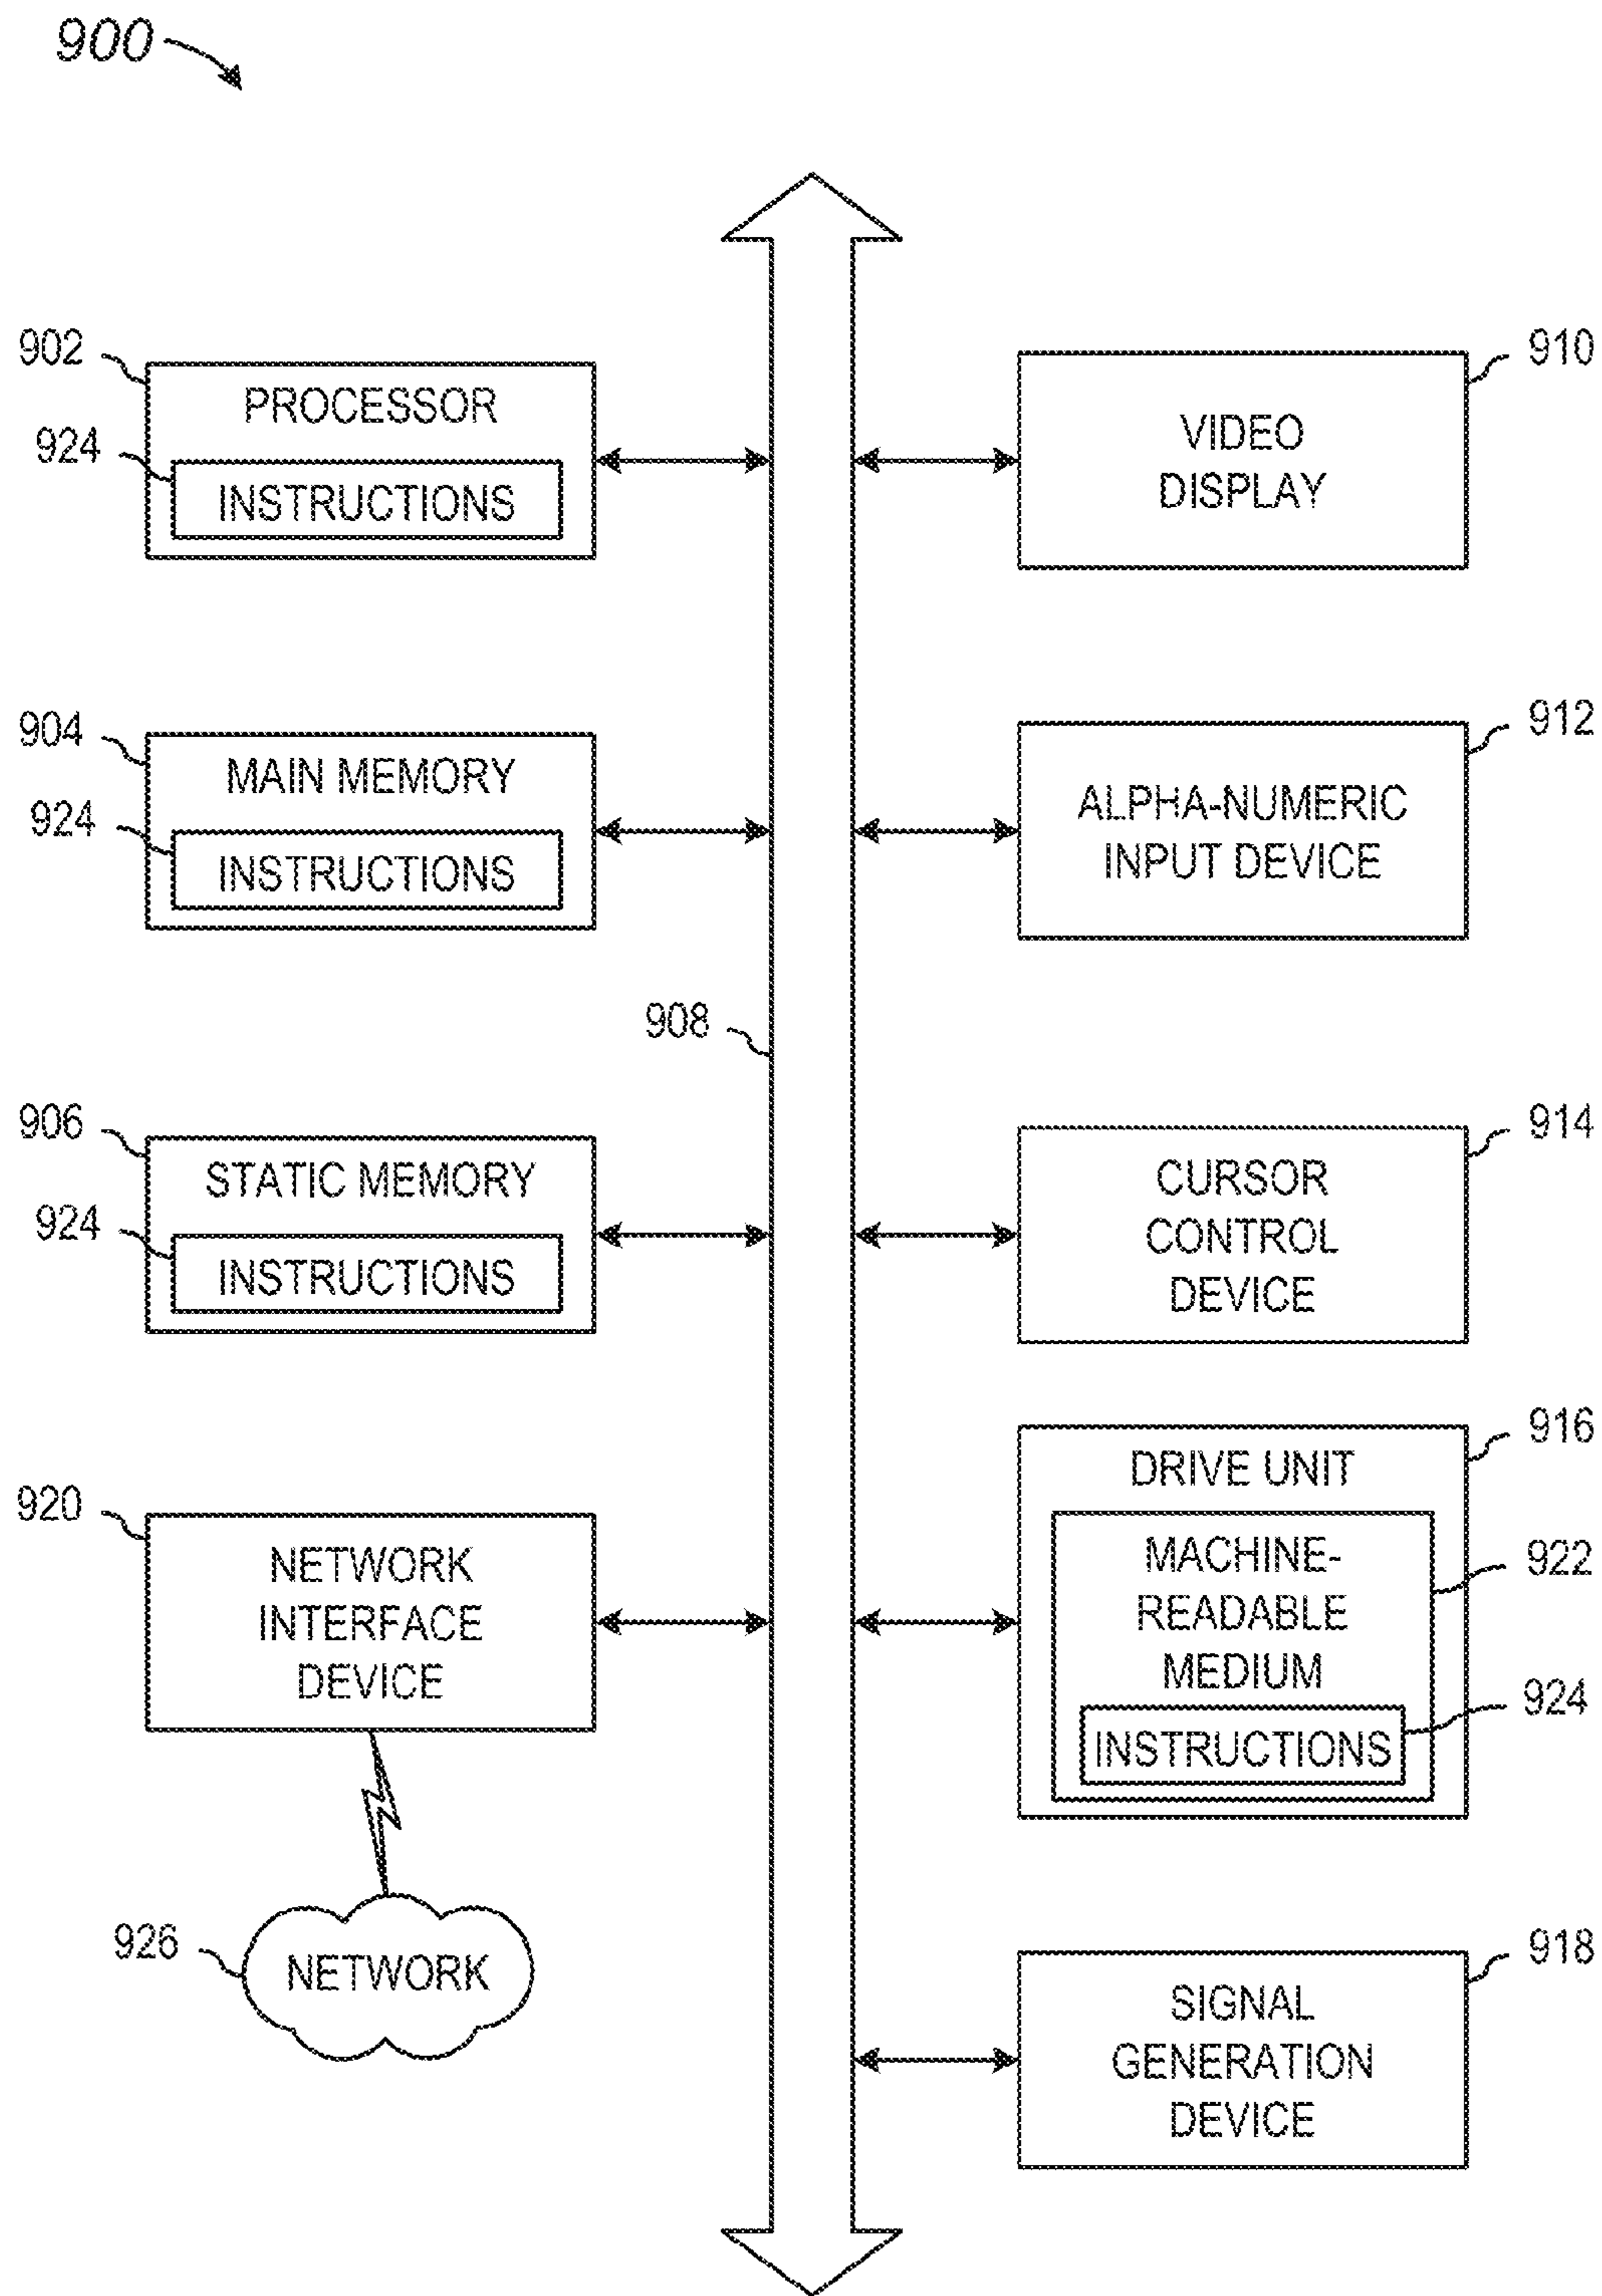 900
902
PROCESSOR
924
INSTRUCTIONS
904
MAIN MEMORY
924
INSTRUCTIONS
908
906
STATIC MEMORY
924
INSTRUCTIONS
920
NETWORK
INTERFACE
DEVICE
926
NETWORK
910
VIDEO
DISPLAY
912
ALPHA-NUMERIC
INPUT DEVICE
914
CURSOR
CONTROL
DEVICE
916
DRIVE UNIT
MACHINE-
READABLE
MEDIUM
922
924
INSTRUCTIONS
918
SIGNAL
GENERATION
DEVICE